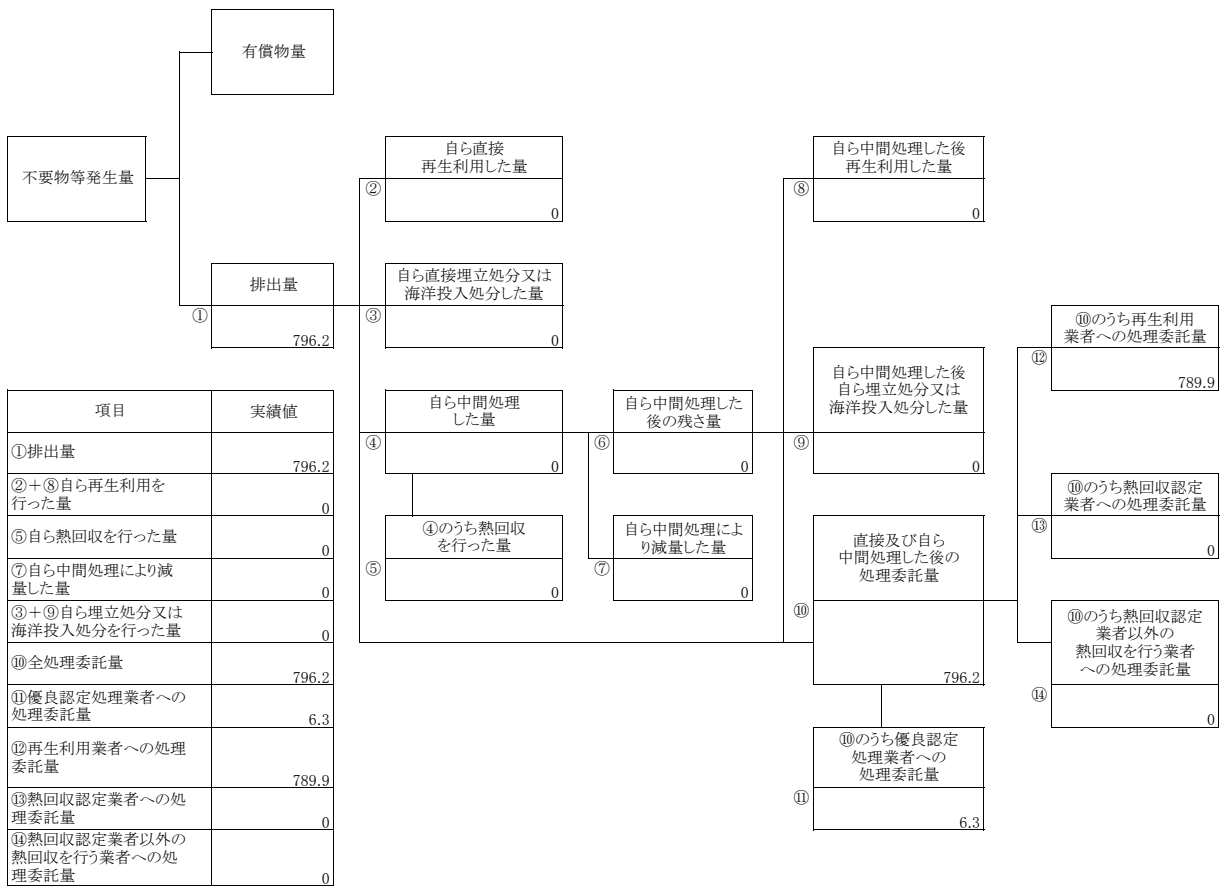 有償物量
不要物等発生量
排出量
①
796.2
自ら直接
再生利用した量
②
0
自ら直接埋立処分又は
海洋投入処分した量
③
0
自ら中間処理
した量
④
0
④のうち熱回収
を行った量
⑤
0
自ら中間処理した
後の残さ量
⑥
0
自ら中間処理によ
り減量した量
⑦
0
自ら中間処理した後
再生利用した量
⑧
0
自ら中間処理した後
自ら埋立処分又は
海洋投入処分した量
⑨
0
直接及び自ら
中間処理した後の
処理委託量
⑩
796.2
⑩のうち優良認定
処理業者への
処理委託量
⑪
6.3
⑩のうち再生利用
業者への処理委託量
⑫
789.9
⑩のうち熱回収認定
業者への処理委託量
⑬
0
⑩のうち熱回収認定
業者以外の
熱回収を行う業者
への処理委託量
⑭
0
項目 実績値
①排出量
796.2
②+⑧自ら再生利用を
行った量
0
⑤自ら熱回収を行った量
0
⑦自ら中間処理により減
量した量
0
③+⑨自ら埋立処分又は
海洋投入処分を行った量
0
⑩全処理委託量
796.2
⑪優良認定処理業者への
処理委託量
6.3
⑫再生利用業者への処理
委託量
789.9
⑬熱回収認定業者への処
理委託量
0
⑭熱回収認定業者以外の
熱回収を行う業者への処
理委託量
0